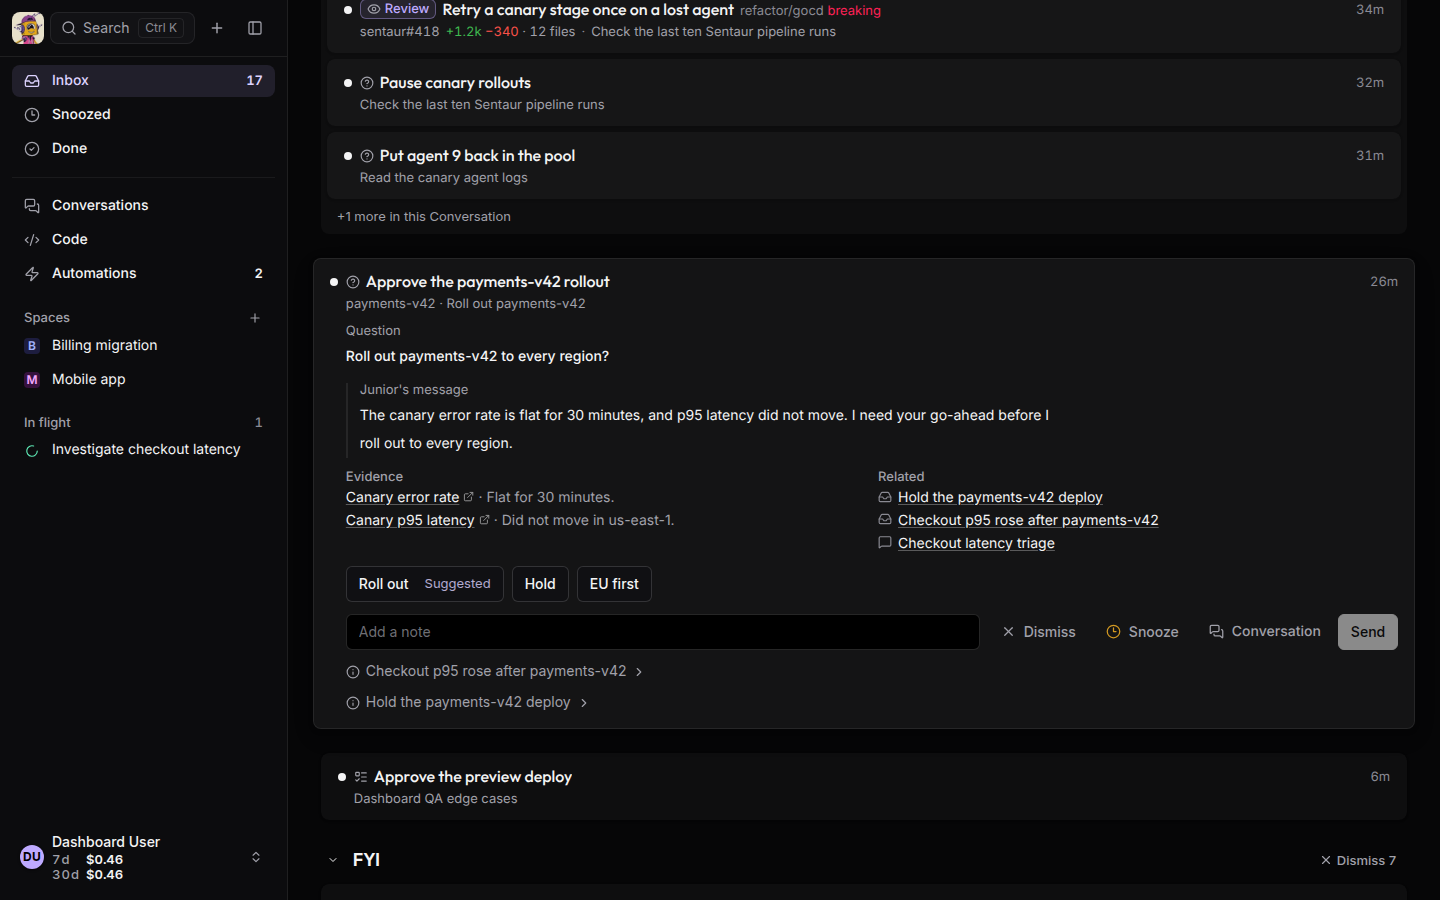 Search Ctrl K
Inbox 17
Snoozed
Done
Conversations
Code
Automations 2
Spaces
B Billing migration
M Mobile app
In flight 1
Investigate checkout latency
DU Dashboard User
7d $0.46
30d $0.46
Review Retry a canary stage once on a lost agent refactor/gocd breaking 34m
sentaur#418 +1.2k −340 · 12 files · Check the last ten Sentaur pipeline runs
Pause canary rollouts 32m
Check the last ten Sentaur pipeline runs
Put agent 9 back in the pool 31m
Read the canary agent logs
+1 more in this Conversation
Approve the payments-v42 rollout 26m
payments-v42 · Roll out payments-v42
Question
Roll out payments-v42 to every region?
Junior's message
The canary error rate is flat for 30 minutes, and p95 latency did not move. I need your go-ahead before I
roll out to every region.
Evidence
Canary error rate · Flat for 30 minutes.
Canary p95 latency · Did not move in us-east-1.
Related
Hold the payments-v42 deploy
Checkout p95 rose after payments-v42
Checkout latency triage
Roll out Suggested Hold EU first
Add a note Dismiss Snooze Conversation Send
Checkout p95 rose after payments-v42
Hold the payments-v42 deploy
Approve the preview deploy 6m
Dashboard QA edge cases
FYI Dismiss 7